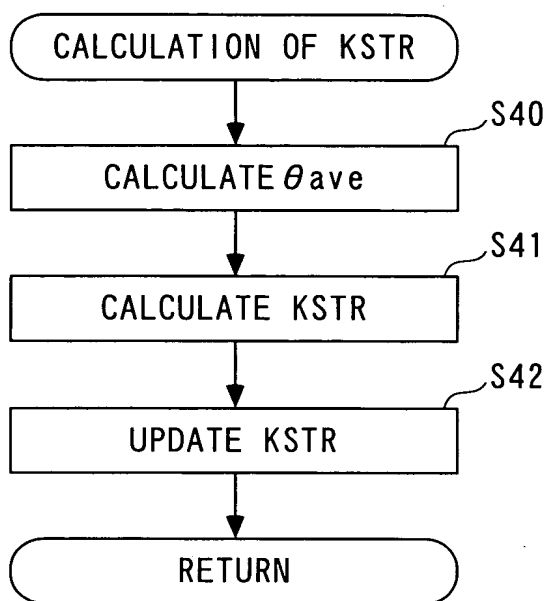 CALCULATION OF KSTR
S40
CALCULATE θave
S41
CALCULATE KSTR
S42
UPDATE KSTR
RETURN